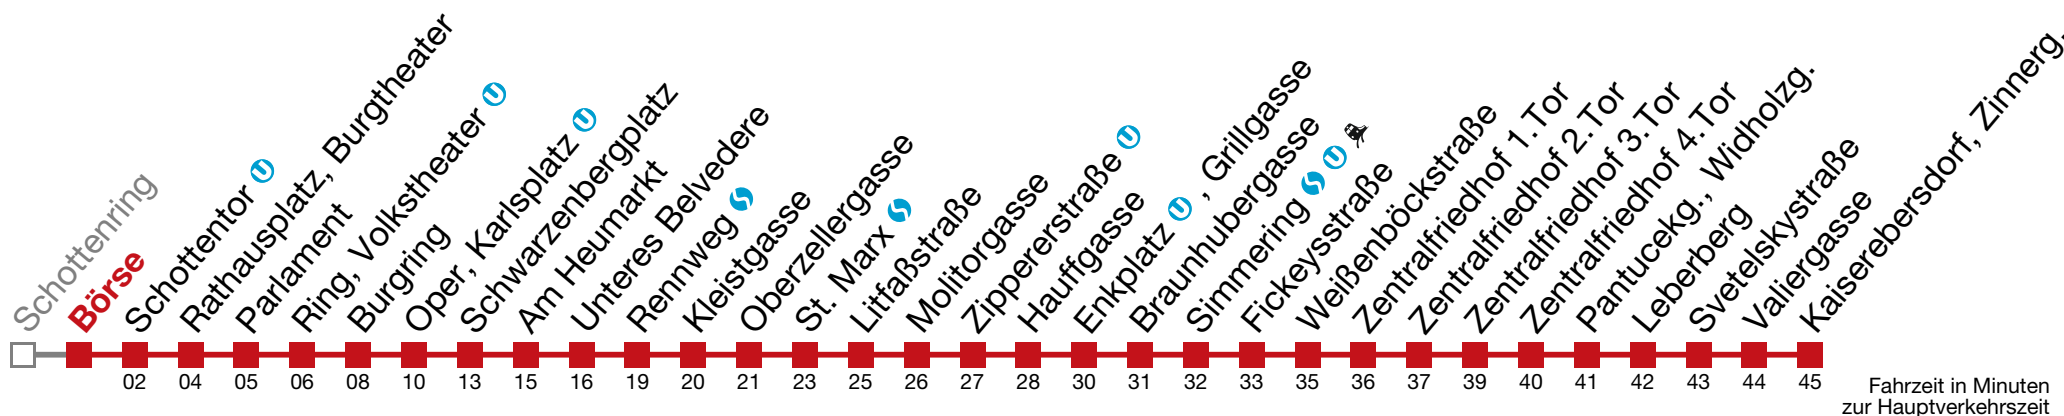 Schottenring
Börse
Schottentor U
Rathausplatz, Burgtheater
Parlament
Ring, Volkstheater U
Burgring
Oper, Karlsplatz U
Schwarzenbergplatz
Am Heumarkt
Unteres Belvedere
Rennweg S
Kleistgasse
Oberzellergasse
St. Marx S
Litfaßstraße
Molitorgasse
Zippererstraße U
Hauffgasse
Enkplatz U, Grillgasse
Braunhubergasse
Simmering S U
Fickeysstraße
Weißenböckstraße
Zentralfriedhof 1.Tor
Zentralfriedhof 2.Tor
Zentralfriedhof 3.Tor
Zentralfriedhof 4.Tor
Pantucekg., Widholzg.
Leberberg
Svetelskystraße
Valiergasse
Kaiserebersdorf, Zinnerg.
02 04 05 06 08 10 13 15 16 19 20 21 23 25 26 27 28 30 31 32 33 35 36 37 39 40 41 42 43 44 45
Fahrzeit in Minuten
zur Hauptverkehrszeit